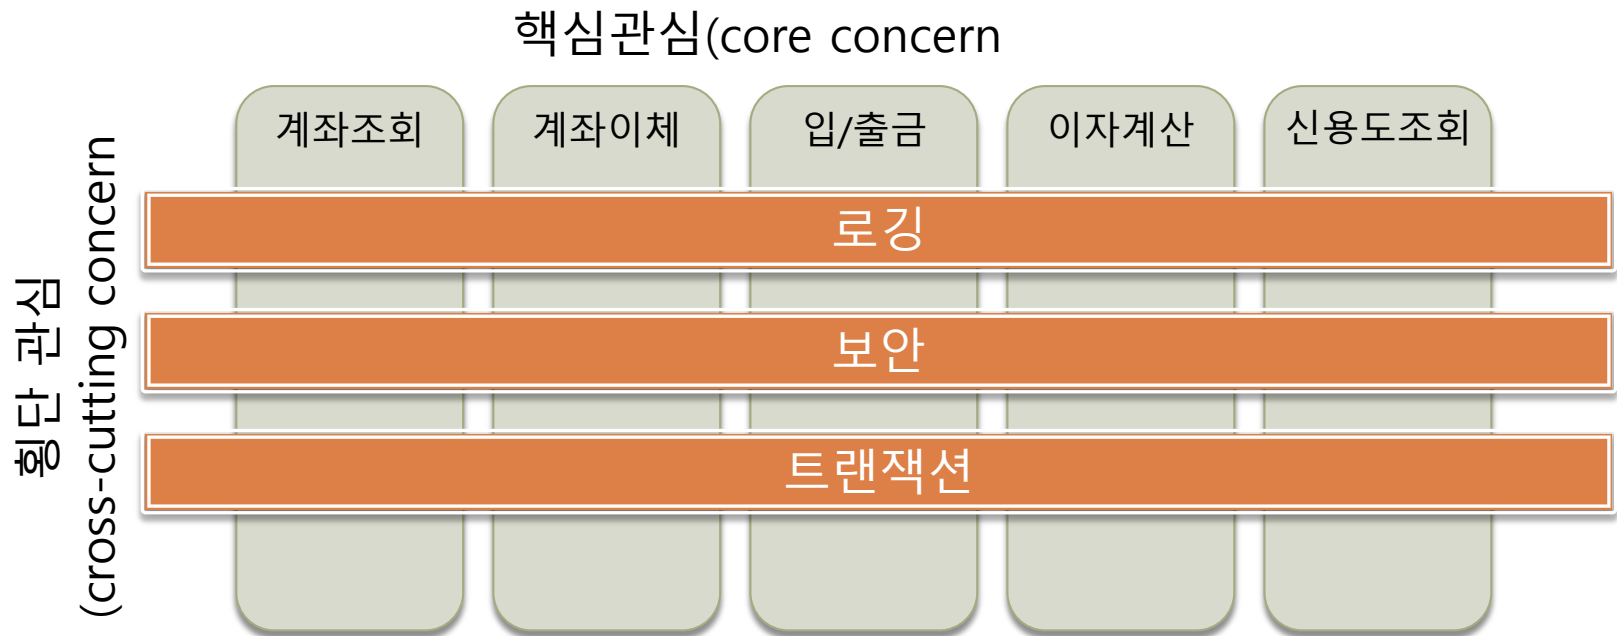 핵심관심(core concern
계좌조회
계좌이체
입/출금
이자계산
신용도조회
횡단 관심
(cross-cutting concern
로깅
보안
트랜잭션